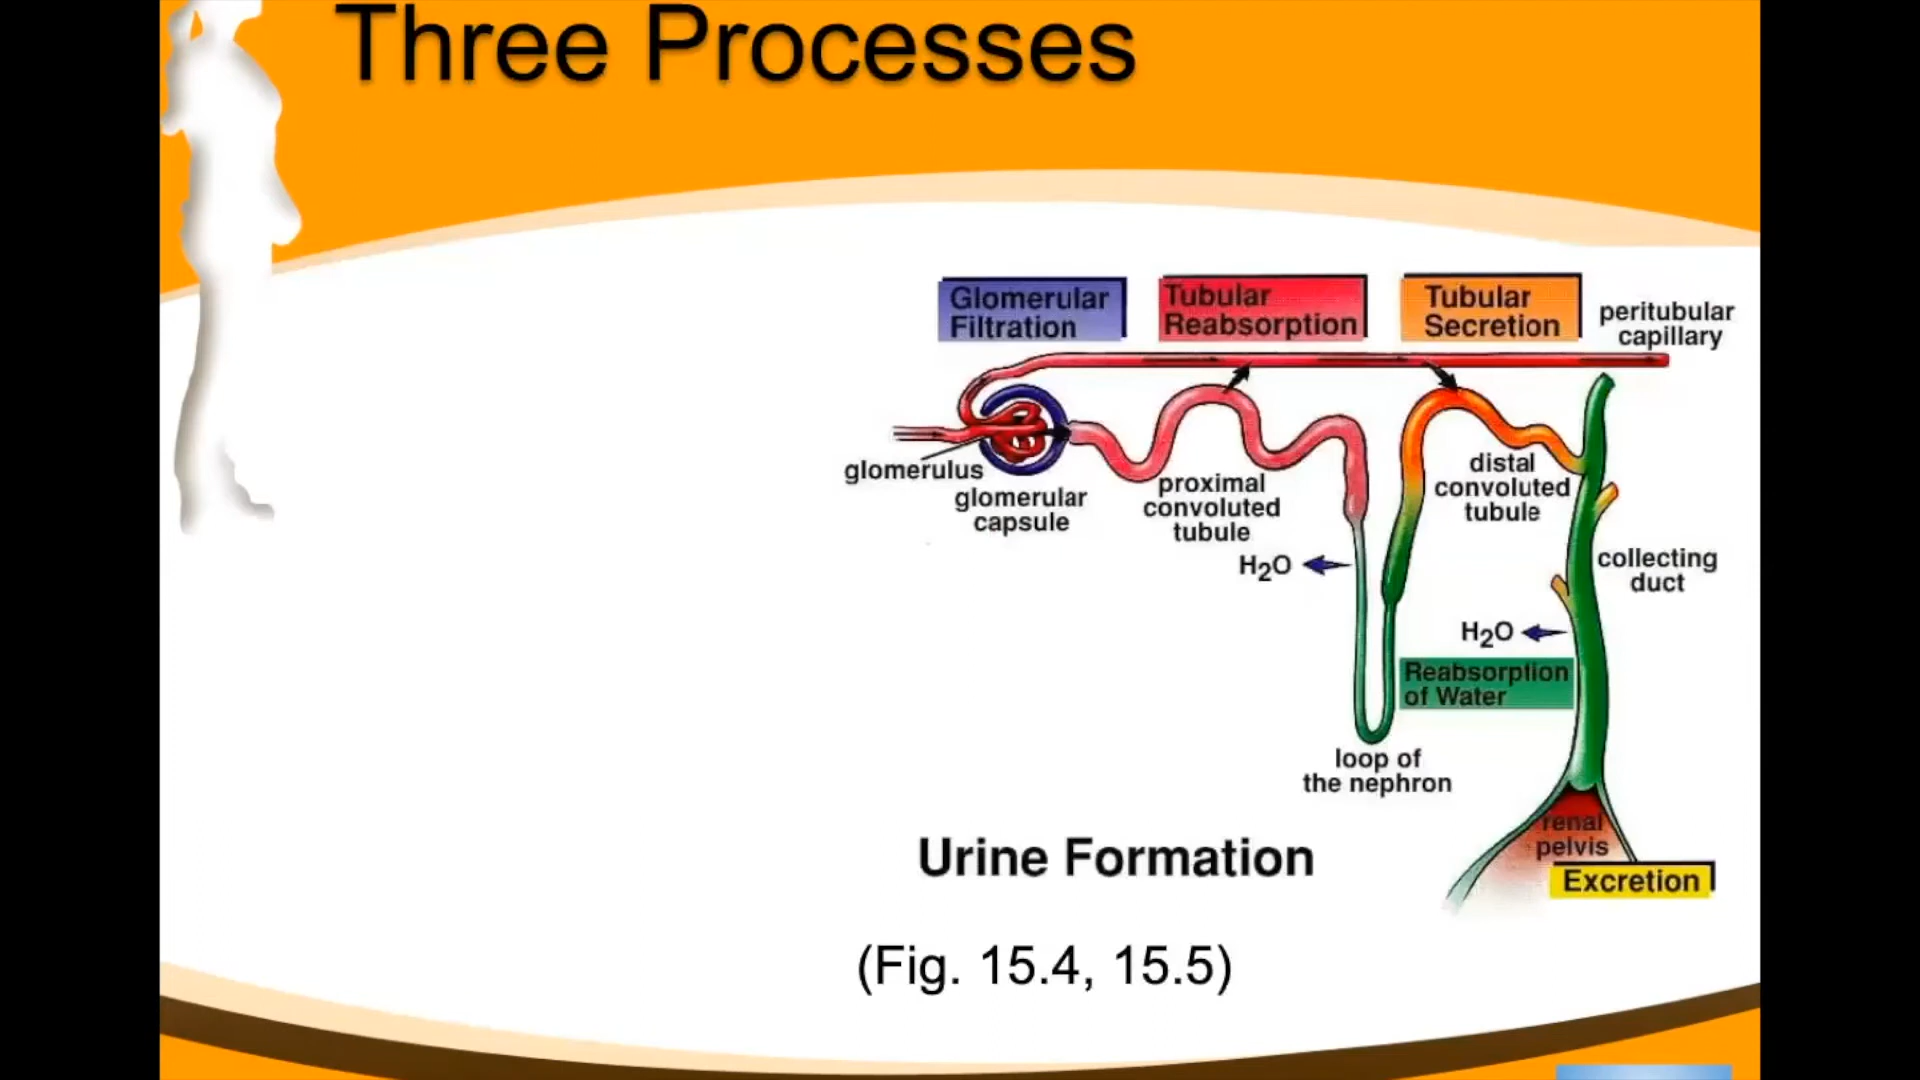 Three Processes
Glomerular
Filtration
Tubular
Reabsorption
Tubular
Secretion
peritubular
capillary
glomerulus
glomerular
capsule
proximal
convoluted
tubule
distal
convoluted
tubule
H2O
collecting
duct
H2O
Reabsorption
of Water
loop of
the nephron
renal
pelvis
Excretion
Urine Formation
(Fig. 15.4, 15.5)